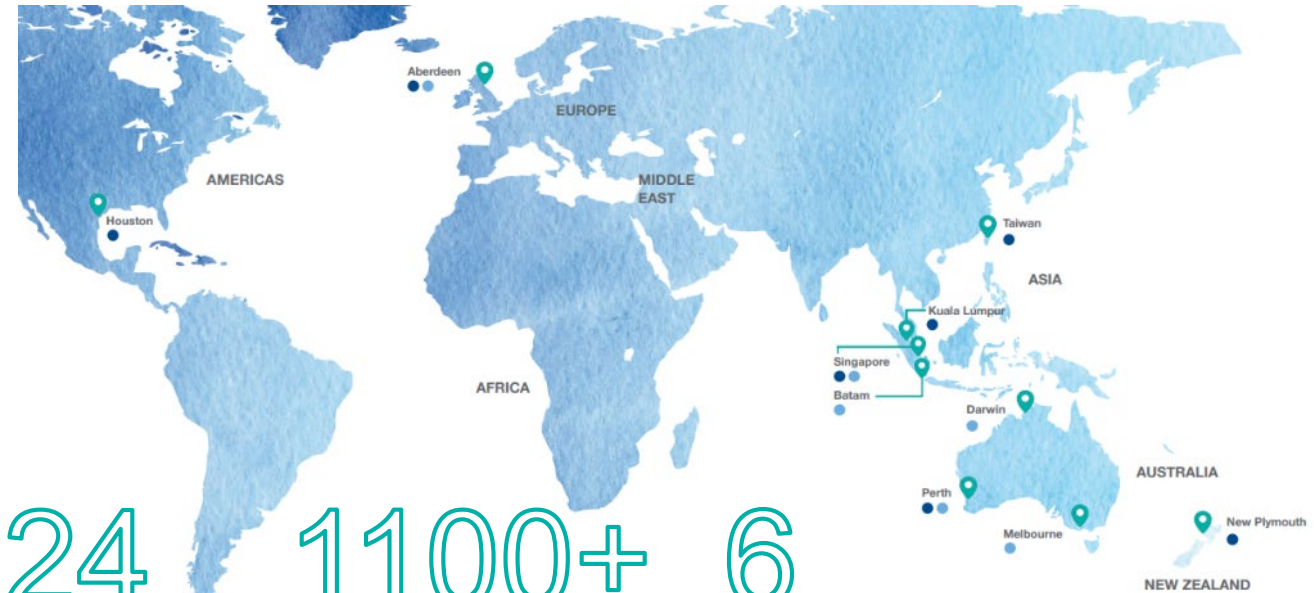 Aberdeen
EUROPE
AMERICAS
MIDDLE
EAST
Houston
Taiwan
ASIA
Kuala Lumpur
Singapore
Batam
AFRICA
Darwin
AUSTRALIA
Perth
Melbourne
New Plymouth
NEW ZEALAND
24 1100+ 6